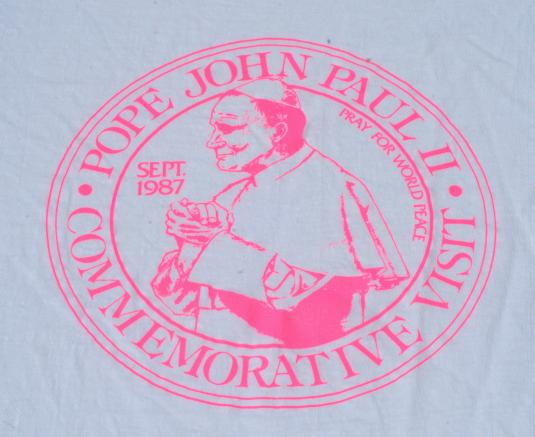 POPE JOHN PAUL II
PRAY FOR WORLD PEACE
SEPT.
1987
• COMMEMORATIVE VISIT •